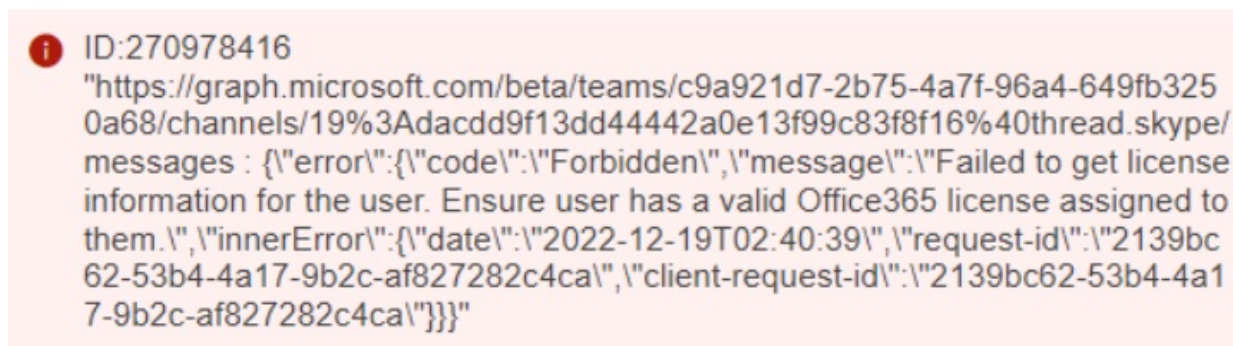 ID:270978416
"https://graph.microsoft.com/beta/teams/c9a921d7-2b75-4a7f-96a4-649fb325
0a68/channels/19%3Adacdd9f13dd44442a0e13f99c83f8f16%40thread.skype/
messages : {\"error\":{\"code\":\"Forbidden\",\"message\":\"Failed to get license
information for the user. Ensure user has a valid Office365 license assigned to
them.\",\"innerError\":{\"date\":\"2022-12-19T02:40:39\",\"request-id\":\"2139bc
62-53b4-4a17-9b2c-af827282c4ca\",\"client-request-id\":\"2139bc62-53b4-4a1
7-9b2c-af827282c4ca\"}}}"